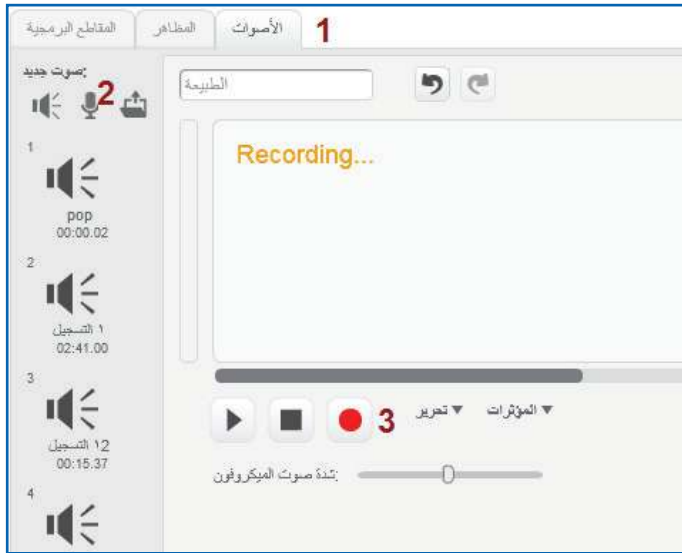 المقاطع البرمجية
المظاهر
الأصوات
1
صوت جديد:
2
الطبيعة
Recording...
1
pop
00:00.02
2
التسجيل ١
02:41.00
3
التسجيل ١2
00:15.37
4
3
تحرير
المؤثرات
شدة صوت الميكروفون: